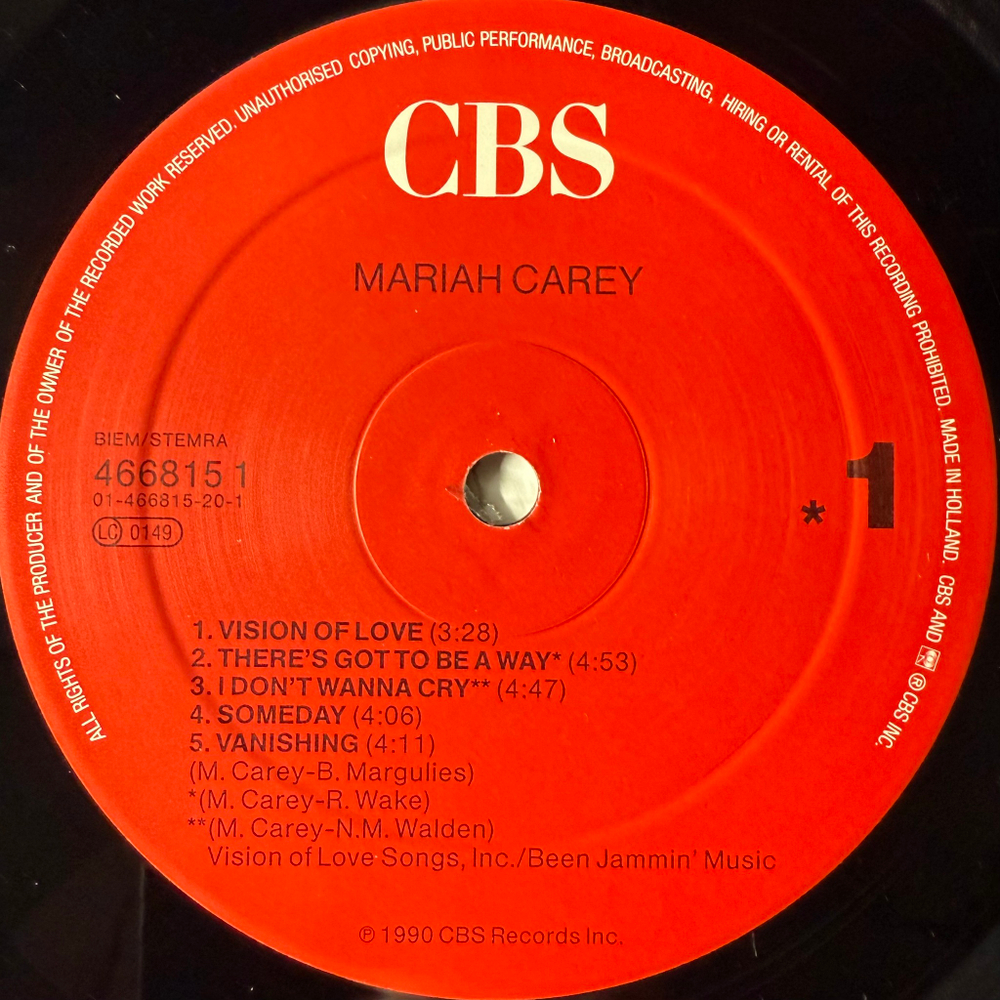 ALL RIGHTS OF THE PRODUCER AND OF THE OWNER OF THE RECORDED WORK RESERVED. UNAUTHORISED COPYING, PUBLIC PERFORMANCE, BROADCASTING, HIRING OR RENTAL OF THIS RECORDING PROHIBITED. MADE IN HOLLAND. CBS AND ® CBS INC.
CBS
MARIAH CAREY
BIEM/STEMRA
466815 1
01-466815-20-1
LC 0149
* 1
1. VISION OF LOVE (3:28)
2. THERE'S GOT TO BE A WAY* (4:53)
3. I DON'T WANNA CRY** (4:47)
4. SOMEDAY (4:06)
5. VANISHING (4:11)
(M. Carey-B. Margulies)
*(M. Carey-R. Wake)
**(M. Carey-N.M. Walden)
Vision of Love Songs, Inc./Been Jammin' Music
℗ 1990 CBS Records Inc.